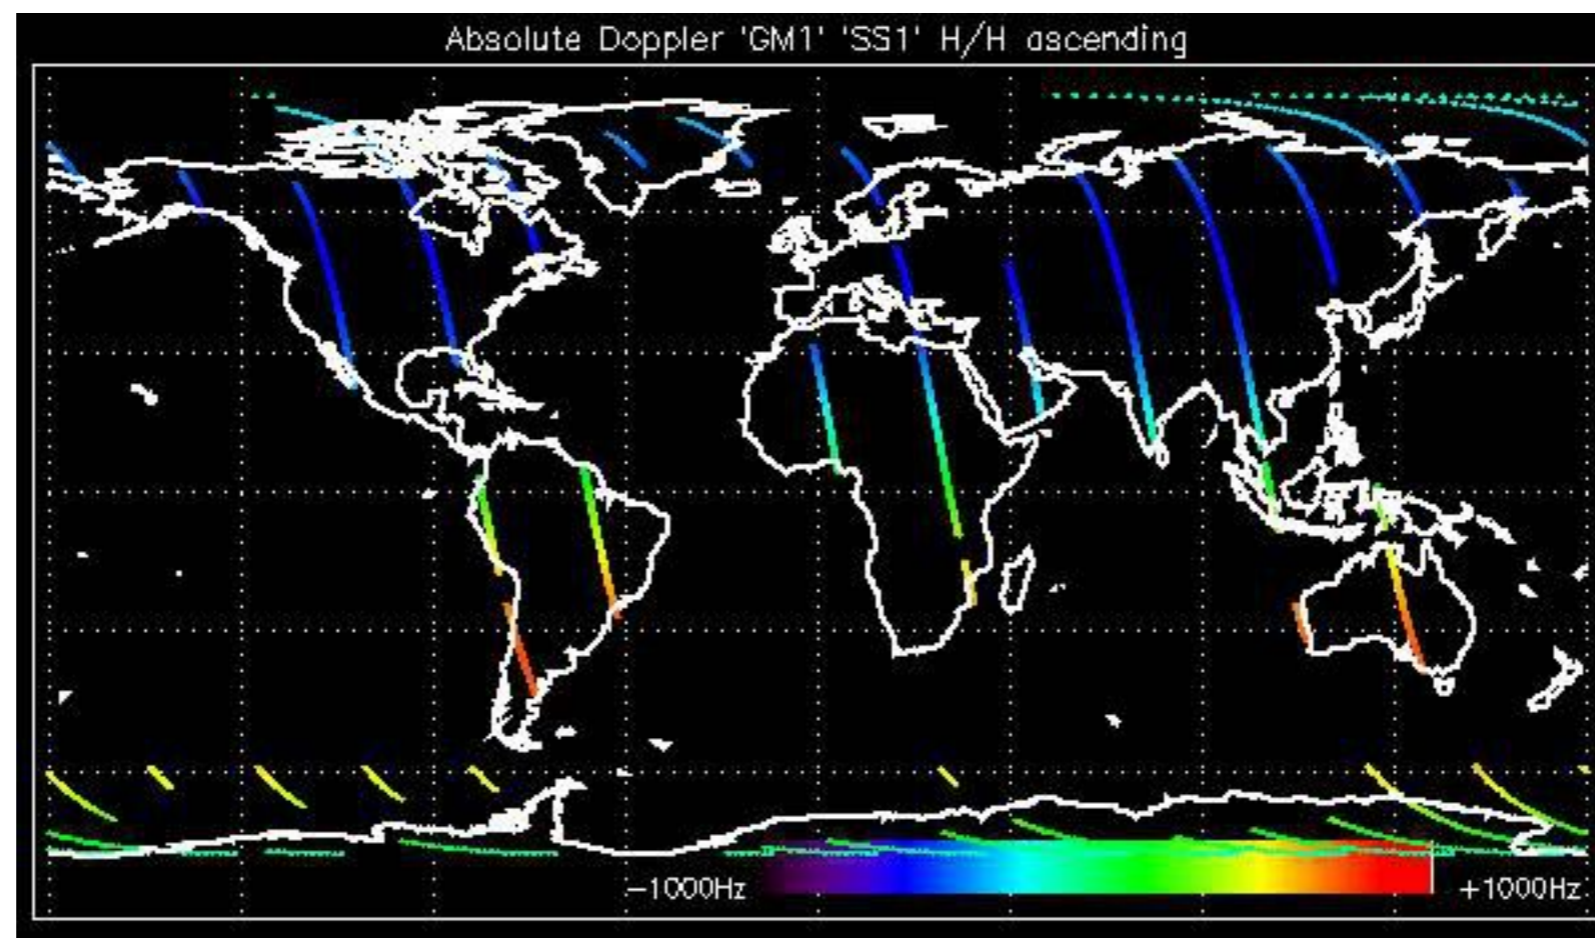 Absolute Doppler 'GM1' 'SS1' H/H ascending
−1000Hz
+1000Hz